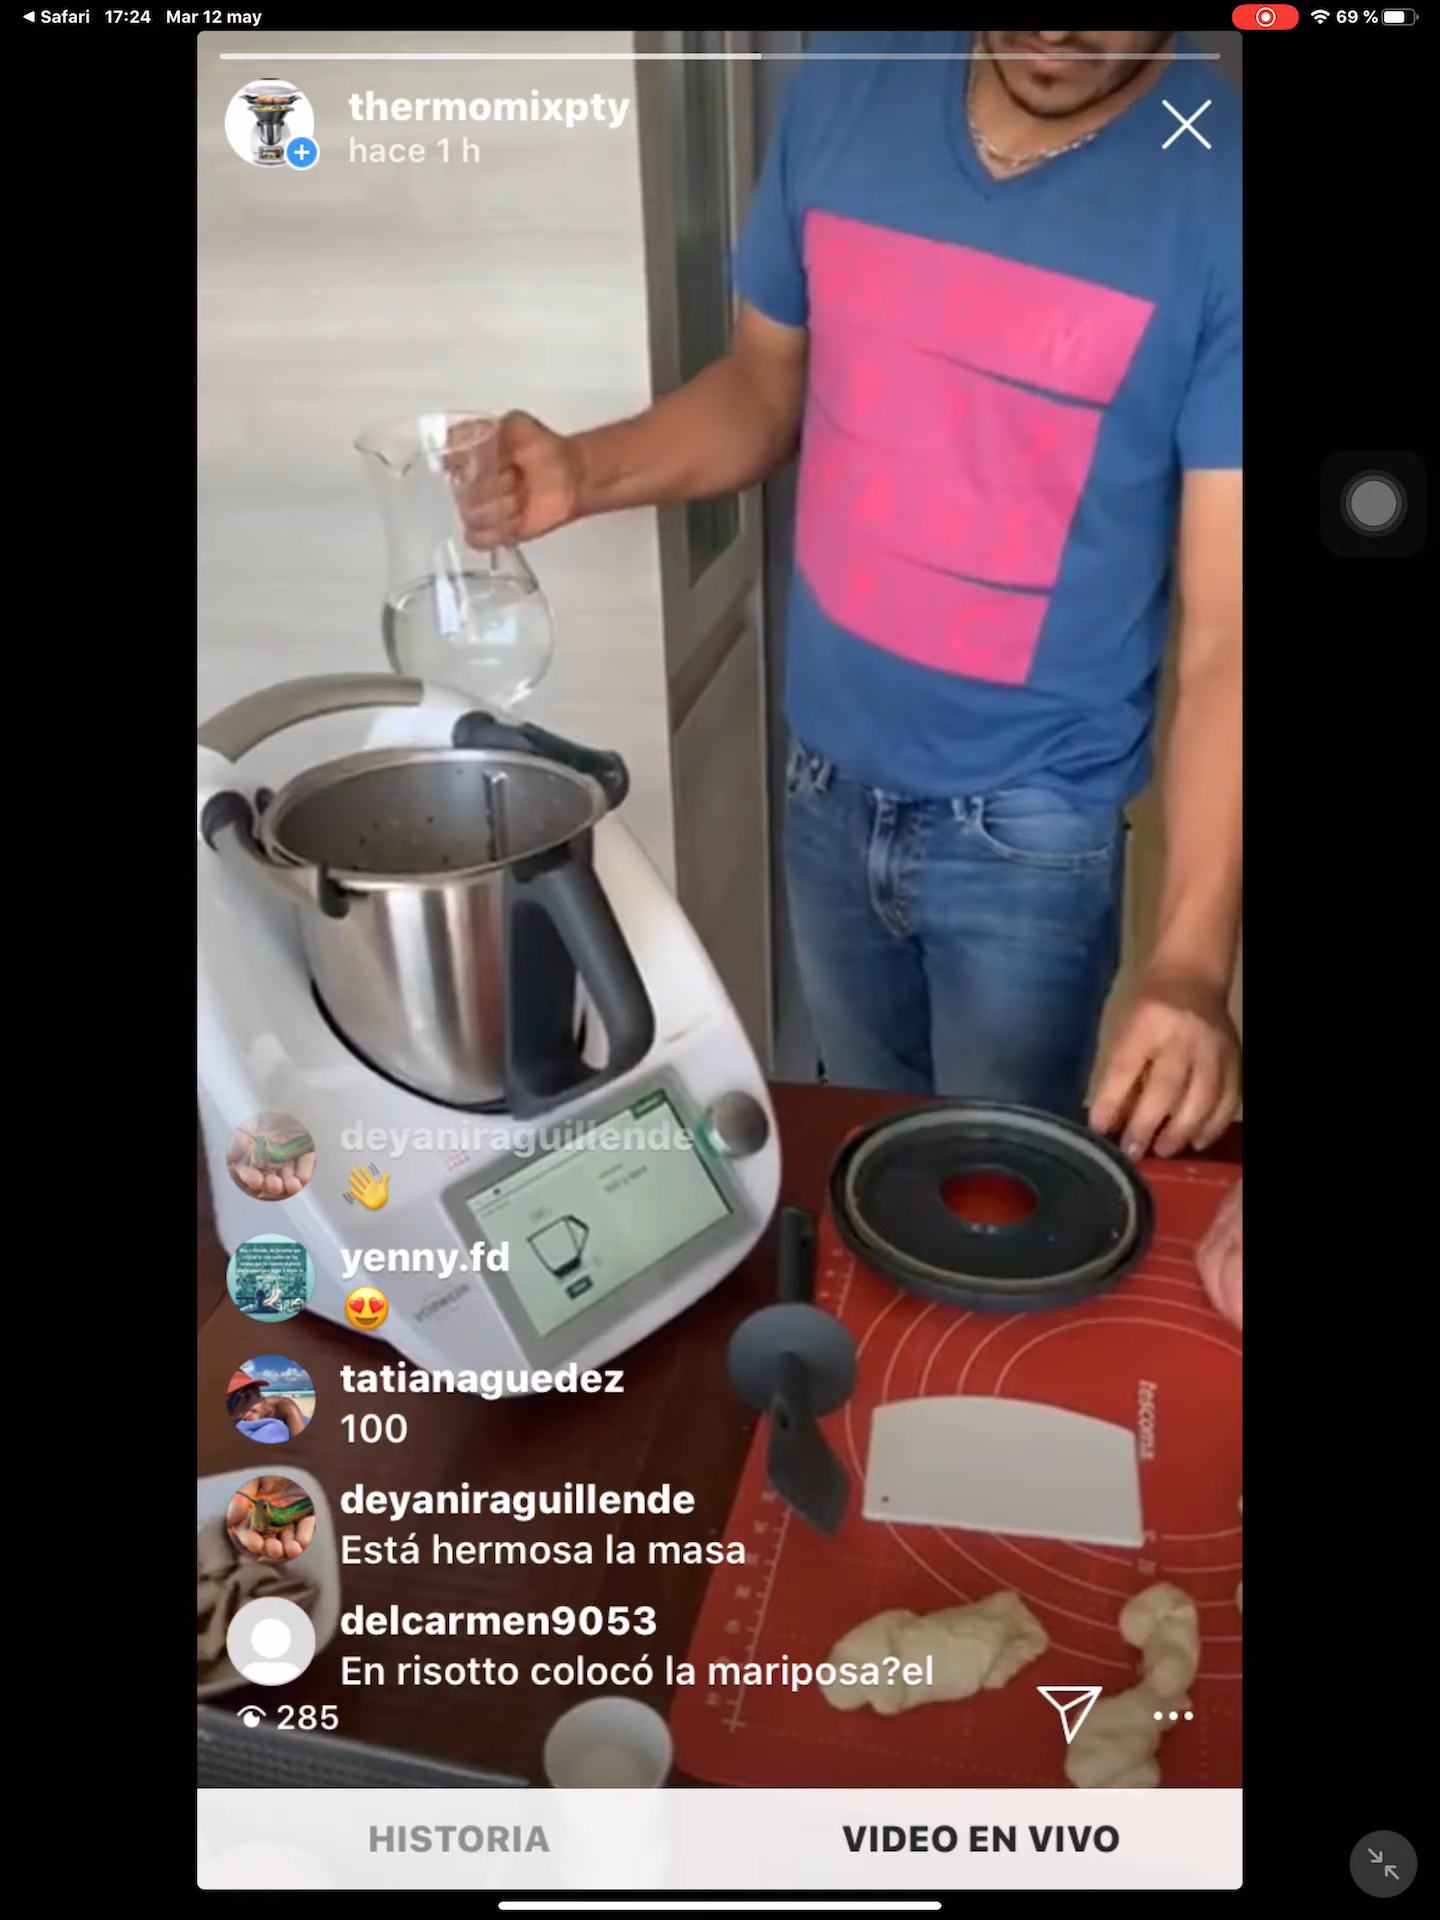 Safari 17:24 Mar 12 may
69 %
thermomixpty
hace 1 h
deyaniraguillende
👋
yenny.fd
😍
tatianaguedez
100
deyaniraguillende
Está hermosa la masa
delcarmen9053
En risotto colocó la mariposa?el
285
tescoma
HISTORIA
VIDEO EN VIVO